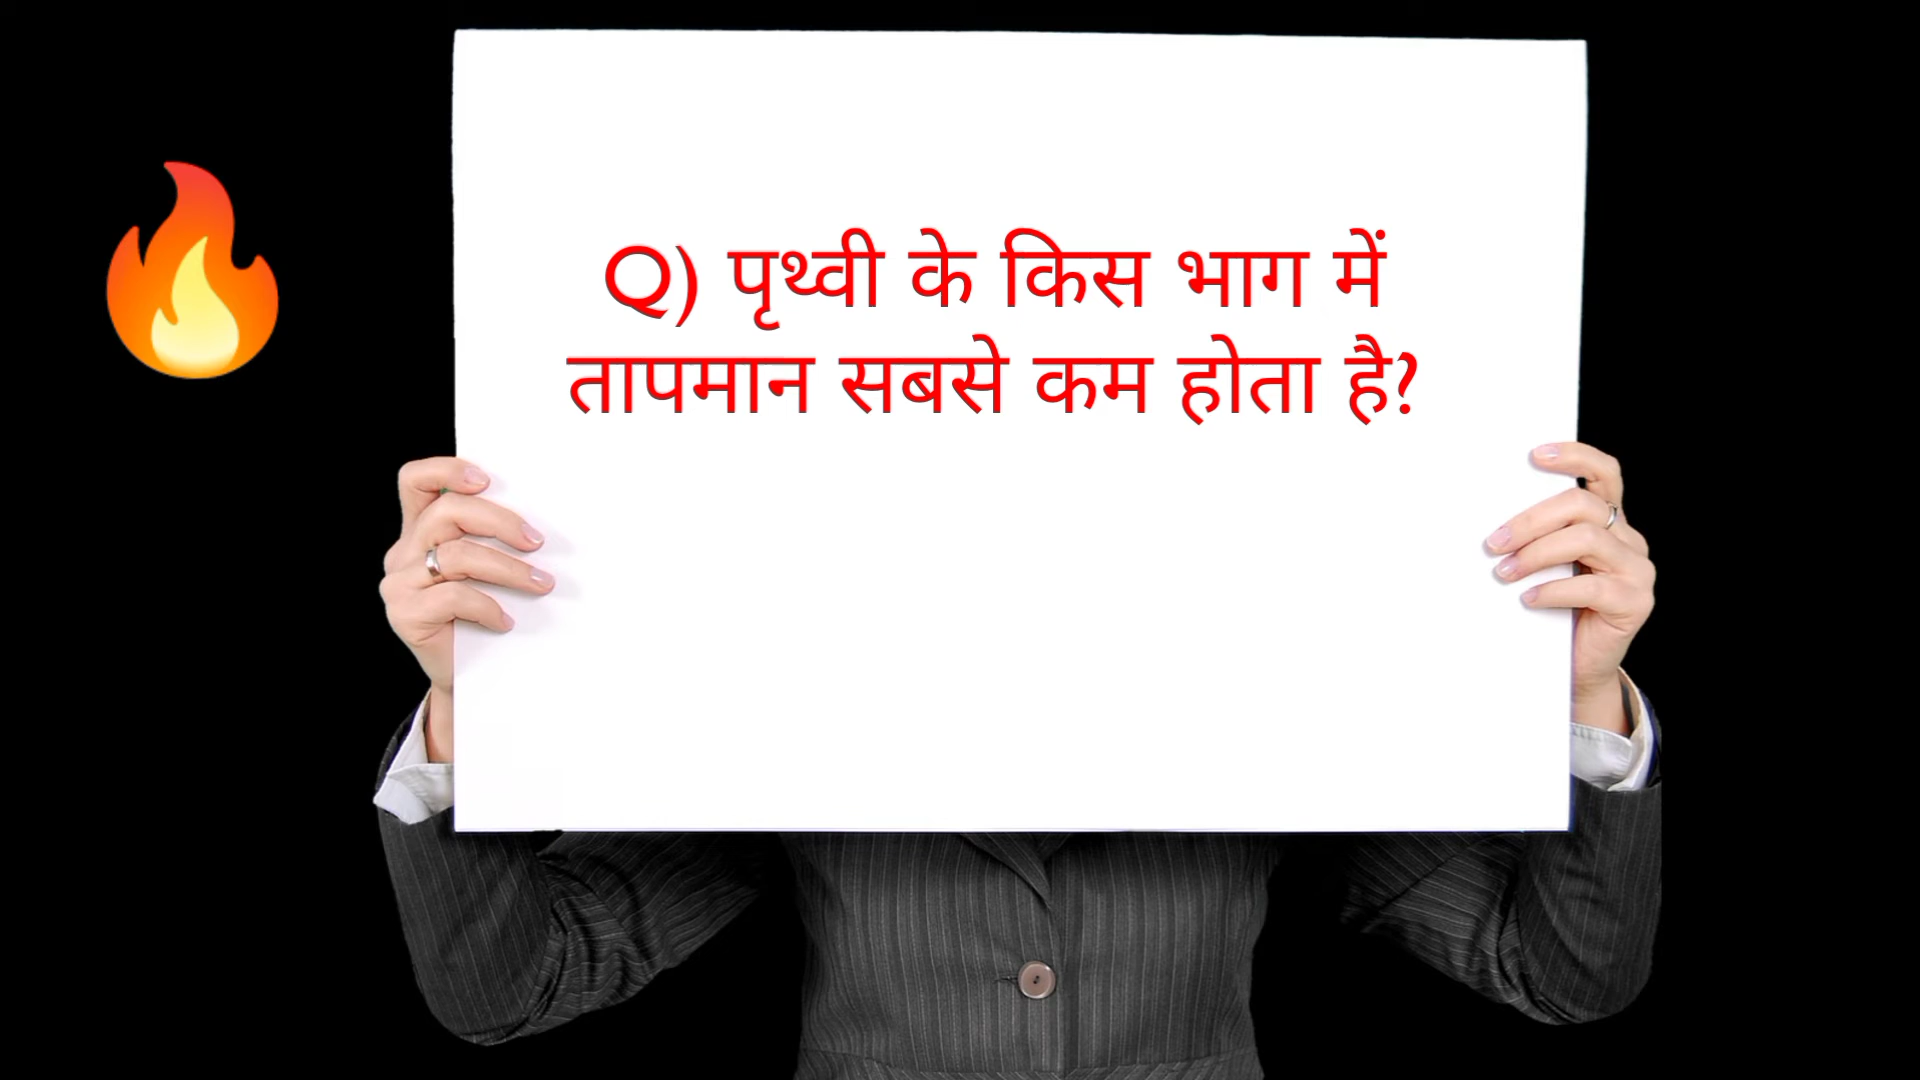 Q) पृथ्वी के किस भाग में
तापमान सबसे कम होता है?